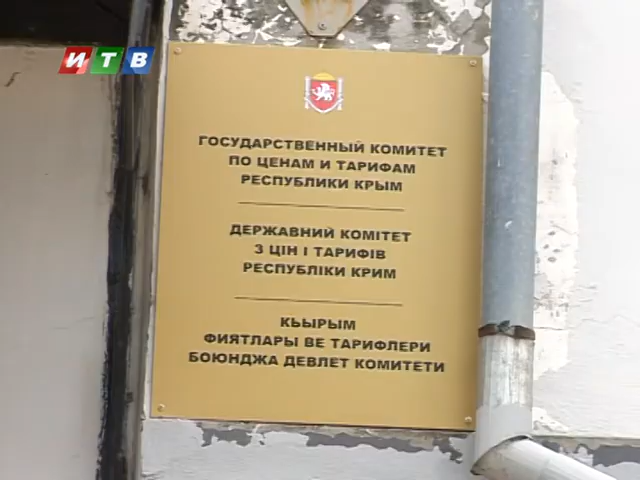 ИТВ
ГОСУДАРСТВЕННЫЙ КОМИТЕТ
ПО ЦЕНАМ И ТАРИФАМ
РЕСПУБЛИКИ КРЫМ
ДЕРЖАВНИЙ КОМІТЕТ
З ЦІН І ТАРИФІВ
РЕСПУБЛІКИ КРИМ
КЬЫРЫМ
ФИЯТЛАРЫ ВЕ ТАРИФЛЕРИ
БОЮНДЖА ДЕВЛЕТ КОМИТЕТИ